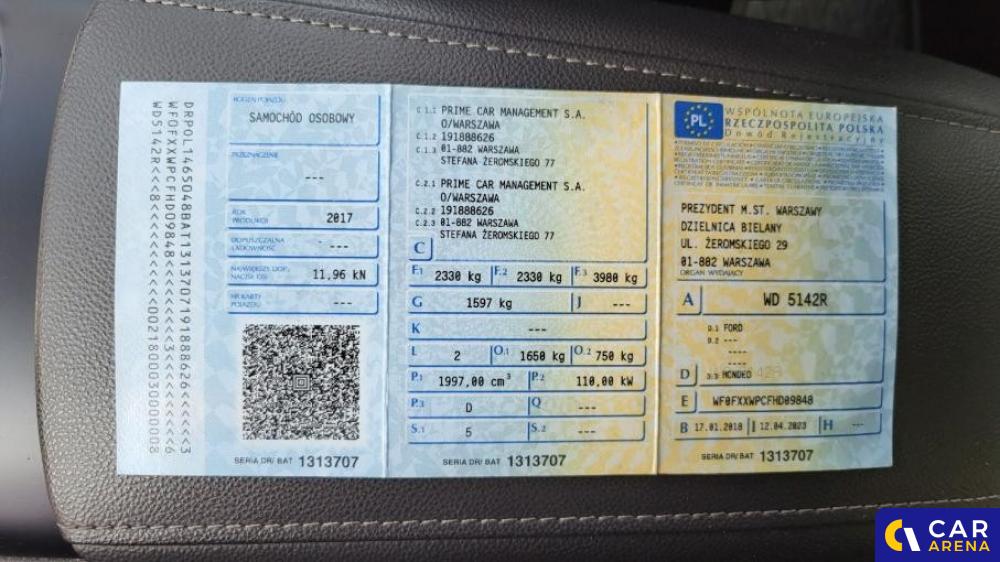 DRPOL1465048BAT1313707191888626<<<<<<3
WF0FXXWPCFHD09848<<<<<3<<<<<<<<<<<<<6
WD5142R<<8<<<<<<<<<<<<<0021800030000008
RODZAJ POJAZDU
SAMOCHÓD OSOBOWY
PRZEZNACZENIE
---
ROK
PRODUKCJI 2017
DOPUSZCZALNA
ŁADOWNOŚĆ ---
NAJWIĘKSZY DOP.
NACISK OSI 11,96 kN
NR KARTY
POJAZDU ---
SERIA DR/ BAT 1313707
C.1.1 PRIME CAR MANAGEMENT S.A.
O/WARSZAWA
C.1.2 191888626
C.1.3 01-882 WARSZAWA
STEFANA ŻEROMSKIEGO 77
C.2.1 PRIME CAR MANAGEMENT S.A.
O/WARSZAWA
C.2.2 191888626
C.2.3 01-882 WARSZAWA
STEFANA ŻEROMSKIEGO 77
C
F.1 2330 kg F.2 2330 kg F.3 3980 kg
G 1597 kg J ---
K ---
L 2 O.1 1650 kg O.2 750 kg
P.1 1997,00 cm³ P.2 110,00 kW
P.3 D Q ---
S.1 5 S.2 ---
SERIA DR/ BAT 1313707
PL
WSPÓLNOTA EUROPEJSKA
RZECZPOSPOLITA POLSKA
Dowód Rejestracyjny
PREZYDENT M.ST. WARSZAWY
DZIELNICA BIELANY
UL. ŻEROMSKIEGO 29
01-882 WARSZAWA
ORGAN WYDAJĄCY
A WD 5142R
D.1 FORD
D.2 ---
----
----
D D.3 MONDEO
E WF0FXXWPCFHD09848
B 17.01.2018 I 12.04.2023 H ---
SERIA DR/ BAT 1313707
CAR
ARENA